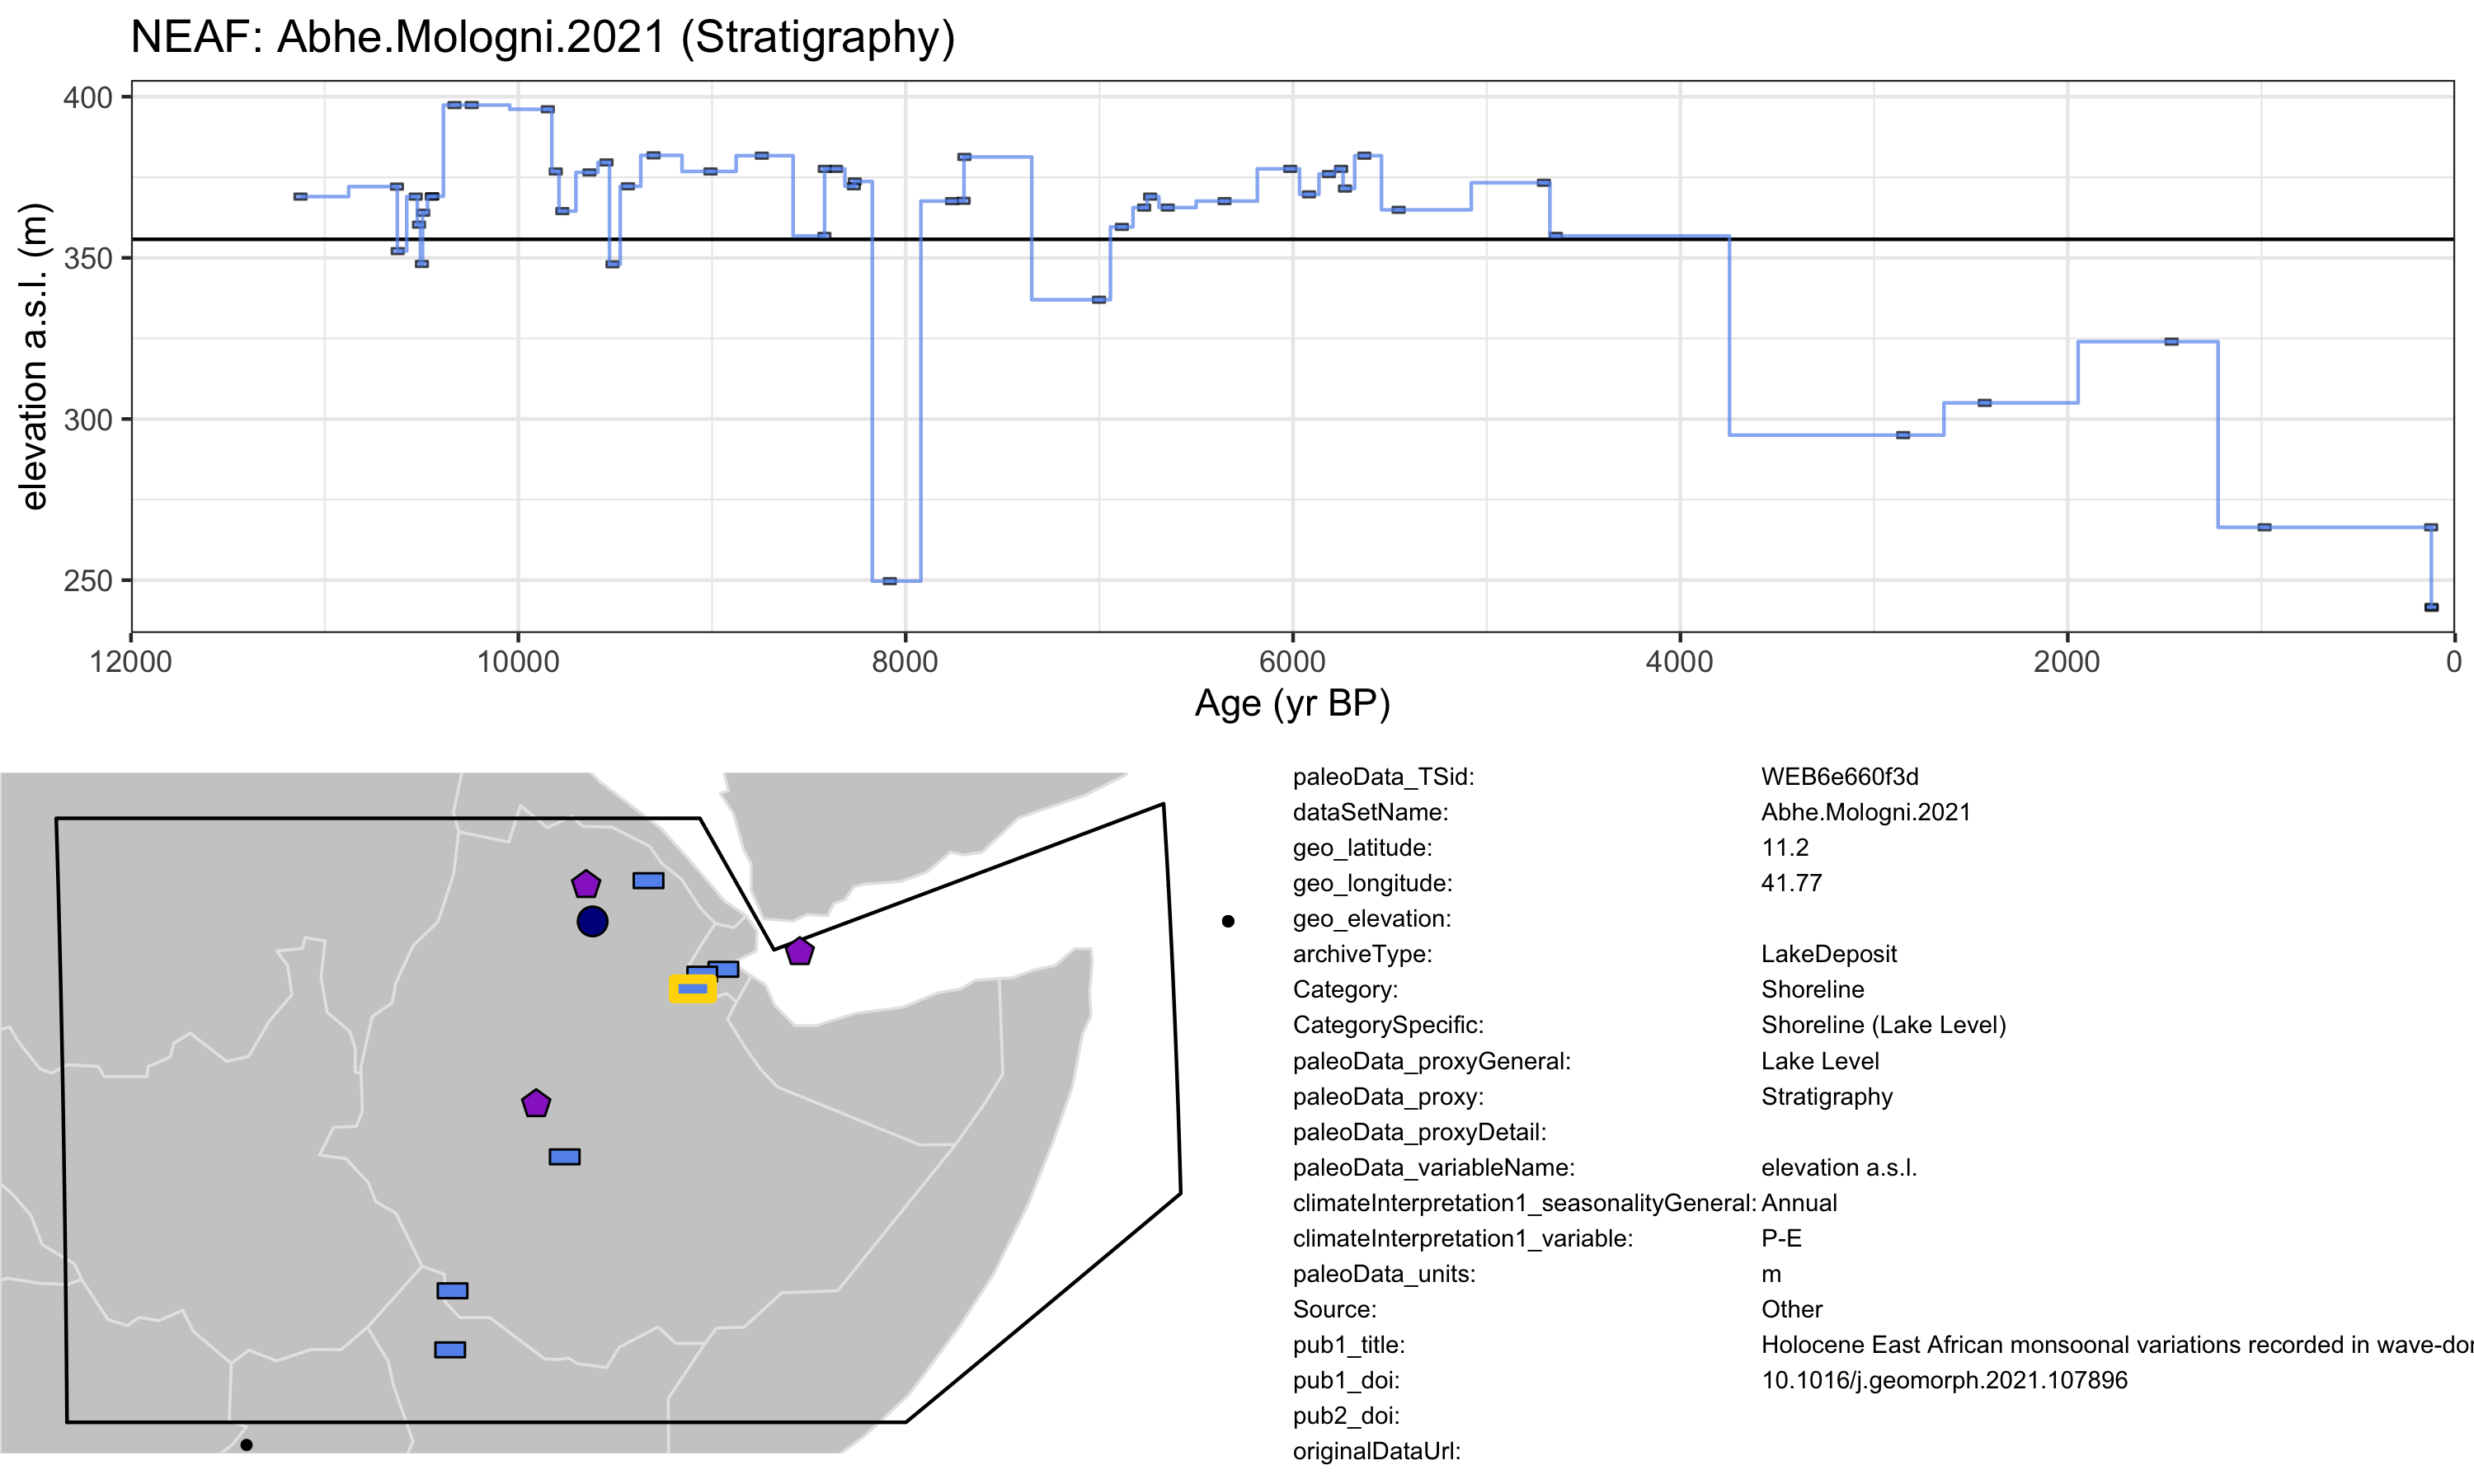 NEAF: Abhe.Mologni.2021 (Stratigraphy)
elevation a.s.l. (m)
400
350
300
250
12000 10000 8000 6000 4000 2000 0
Age (yr BP)
paleoData_TSid: WEB6e660f3d
dataSetName: Abhe.Mologni.2021
geo_latitude: 11.2
geo_longitude: 41.77
geo_elevation:
archiveType: LakeDeposit
Category: Shoreline
CategorySpecific: Shoreline (Lake Level)
paleoData_proxyGeneral: Lake Level
paleoData_proxy: Stratigraphy
paleoData_proxyDetail:
paleoData_variableName: elevation a.s.l.
climateInterpretation1_seasonalityGeneral: Annual
climateInterpretation1_variable: P-E
paleoData_units: m
Source: Other
pub1_title: Holocene East African monsoonal variations recorded in
pub1_doi: 10.1016/j.geomorph.2021.107896
pub2_doi:
originalDataUrl: